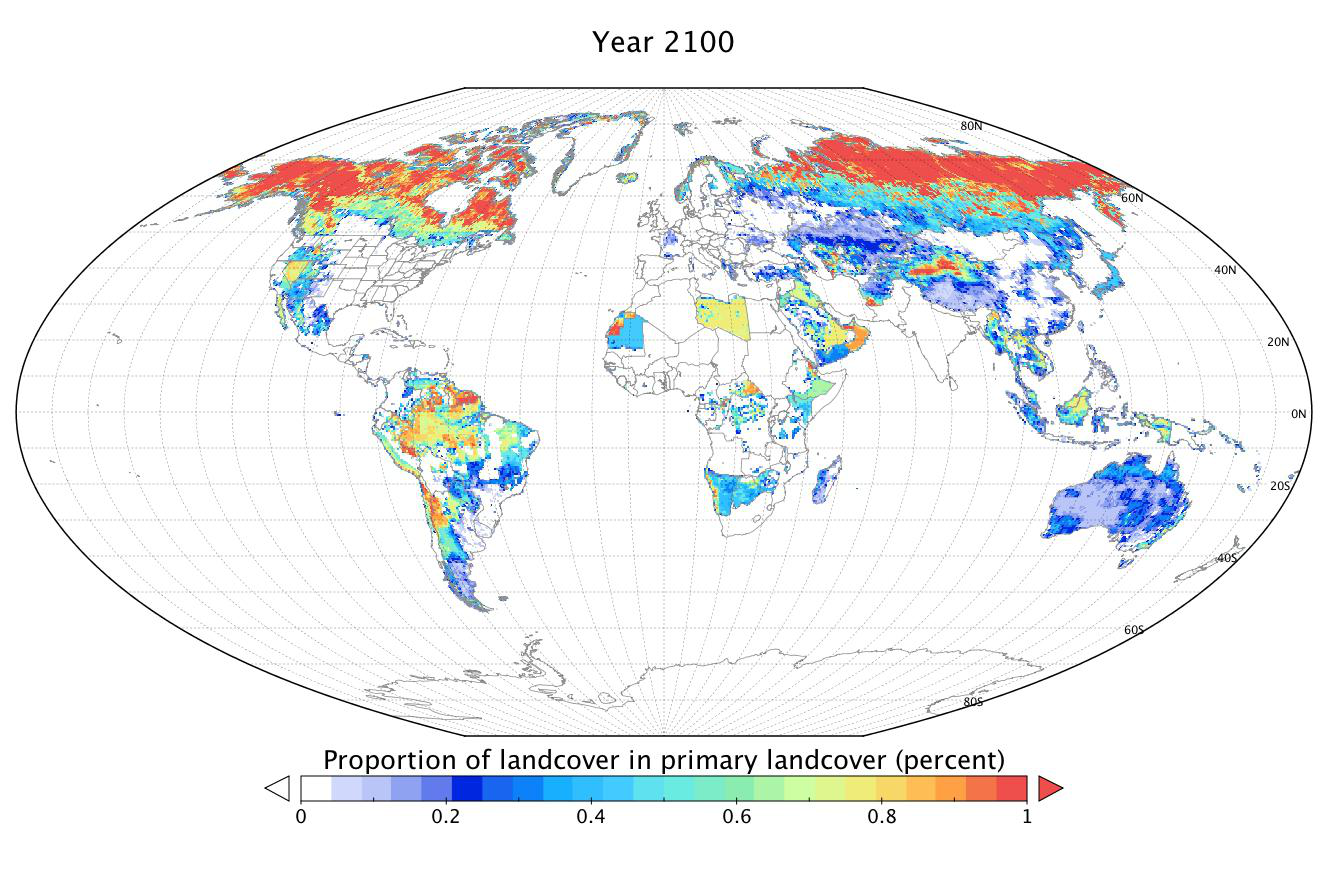 Year 2100
80N
60N
40N
20N
0N
20S
40S
60S
80S
Proportion of landcover in primary landcover (percent)
0 0.2 0.4 0.6 0.8 1